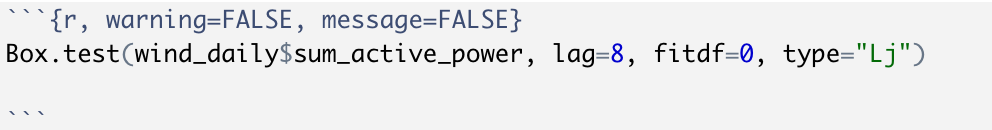 ```{r, warning=FALSE, message=FALSE}
Box.test(wind_daily$sum_active_power, lag=8, fitdf=0, type="Lj")
```